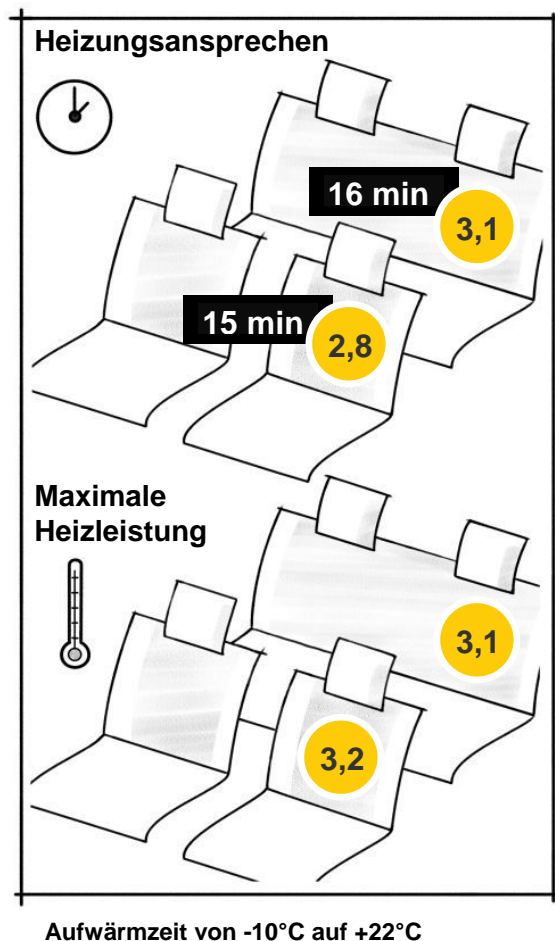 Heizungsansprechen
16 min
3,1
15 min
2,8
Maximale
Heizleistung
3,1
3,2
Aufwärmzeit von -10°C auf +22°C